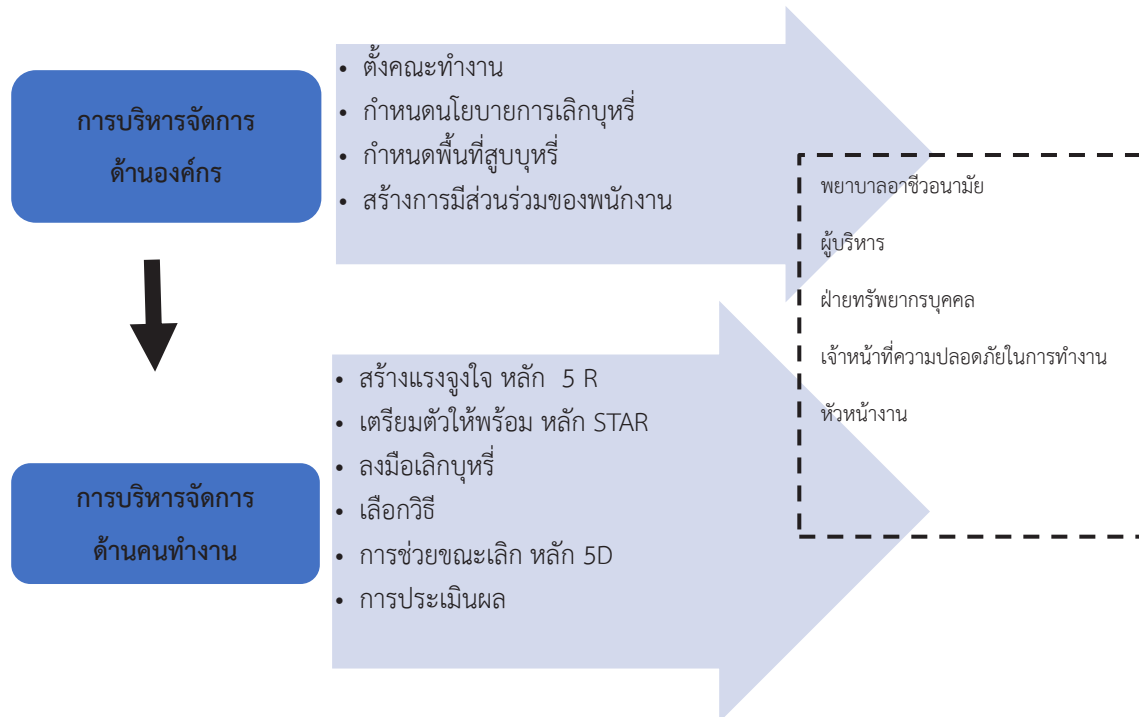 การบริหารจัดการ
ด้านองค์กร
• ตั้งคณะทำงาน
• กำหนดนโยบายการเลิกบุหรี่
• กำหนดพื้นที่สูบบุหรี่
• สร้างการมีส่วนร่วมของพนักงาน
พยาบาลอาชีวอนามัย
ผู้บริหาร
ฝ่ายทรัพยากรบุคคล
เจ้าหน้าที่ความปลอดภัยในการทำงาน
หัวหน้างาน
การบริหารจัดการ
ด้านคนทำงาน
• สร้างแรงจูงใจ หลัก 5 R
• เตรียมตัวให้พร้อม หลัก STAR
• ลงมือเลิกบุหรี่
• เลือกวิธี
• การช่วยขณะเลิก หลัก 5D
• การประเมินผล